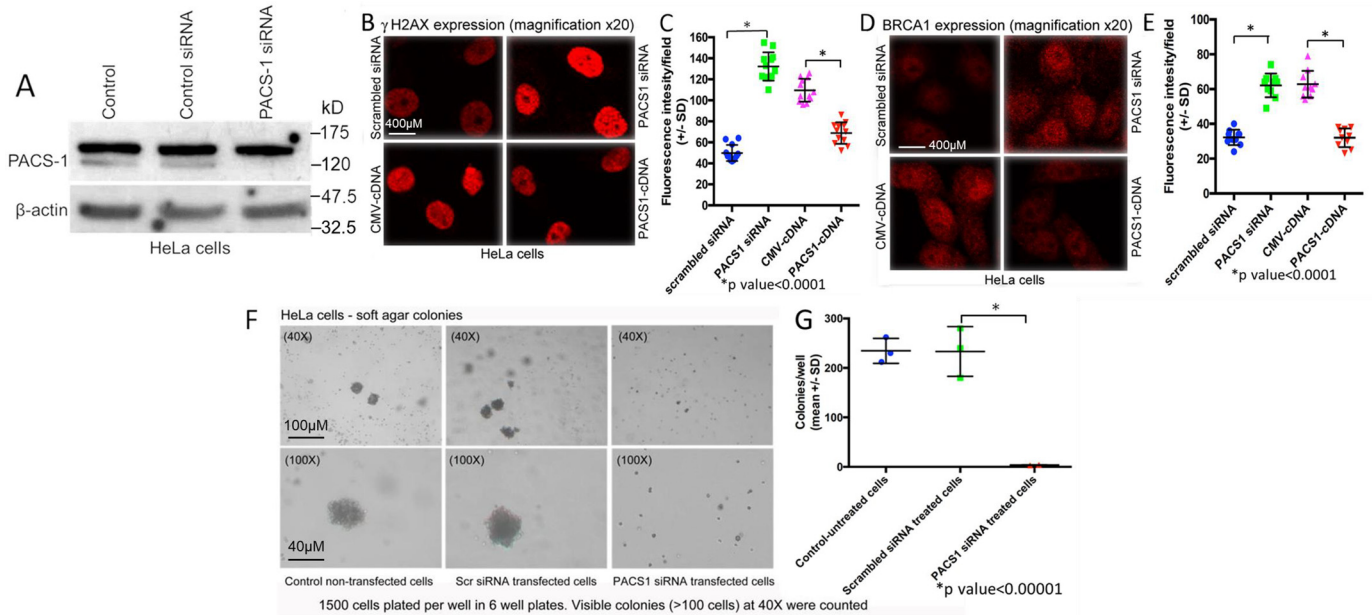 A
Control
Control siRNA
PACS-1 siRNA
kD
PACS-1
–175
–120
β-actin
–47.5
–32.5
HeLa cells
B
γ H2AX expression (magnification x20)
Scrambled siRNA
PACS1 siRNA
400µM
CMV-cDNA
PACS1-cDNA
HeLa cells
C
Fluorescence intesity/field
(+/- SD)
160
140
120
100
80
60
40
20
0
*
*
scrambled siRNA
PACS1 siRNA
CMV-cDNA
PACS1-cDNA
*p value<0.0001
D
BRCA1 expression (magnification x20)
Scrambled siRNA
PACS1 siRNA
400µM
CMV-cDNA
PACS1-cDNA
HeLa cells
E
Fluorescence intesity/field
(+/- SD)
100
80
60
40
20
0
*
*
scrambled siRNA
PACS1 siRNA
CMV-cDNA
PACS1-cDNA
*p value<0.0001
F
HeLa cells - soft agar colonies
(40X)
(40X)
(40X)
100µM
(100X)
(100X)
(100X)
40µM
Control non-transfected cells
Scr siRNA transfected cells
PACS1 siRNA transfected cells
1500 cells plated per well in 6 well plates. Visible colonies (>100 cells) at 40X were counted
G
Colonies/well
(mean +/- SD)
300
200
100
0
*
Control-untreated cells
Scrambled siRNA treated cells
PACS1 siRNA treated cells
*p value<0.00001